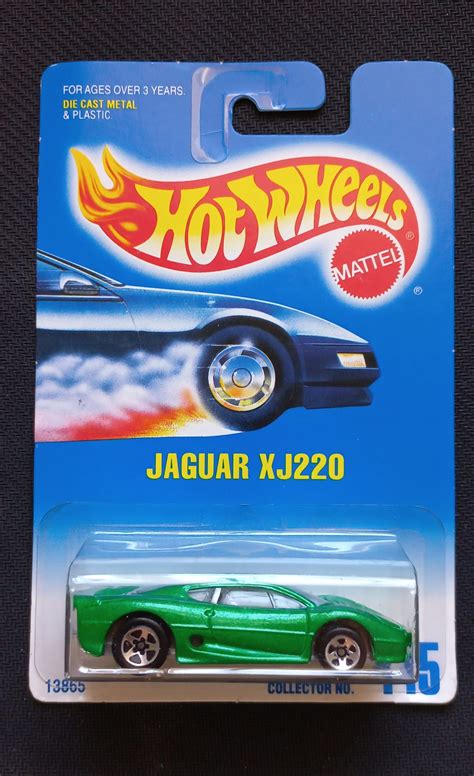 FOR AGES OVER 3 YEARS.
DIE CAST METAL
& PLASTIC.
HOT WHEELS
®
MATTEL
®
JAGUAR XJ220
13865
COLLECTOR NO.